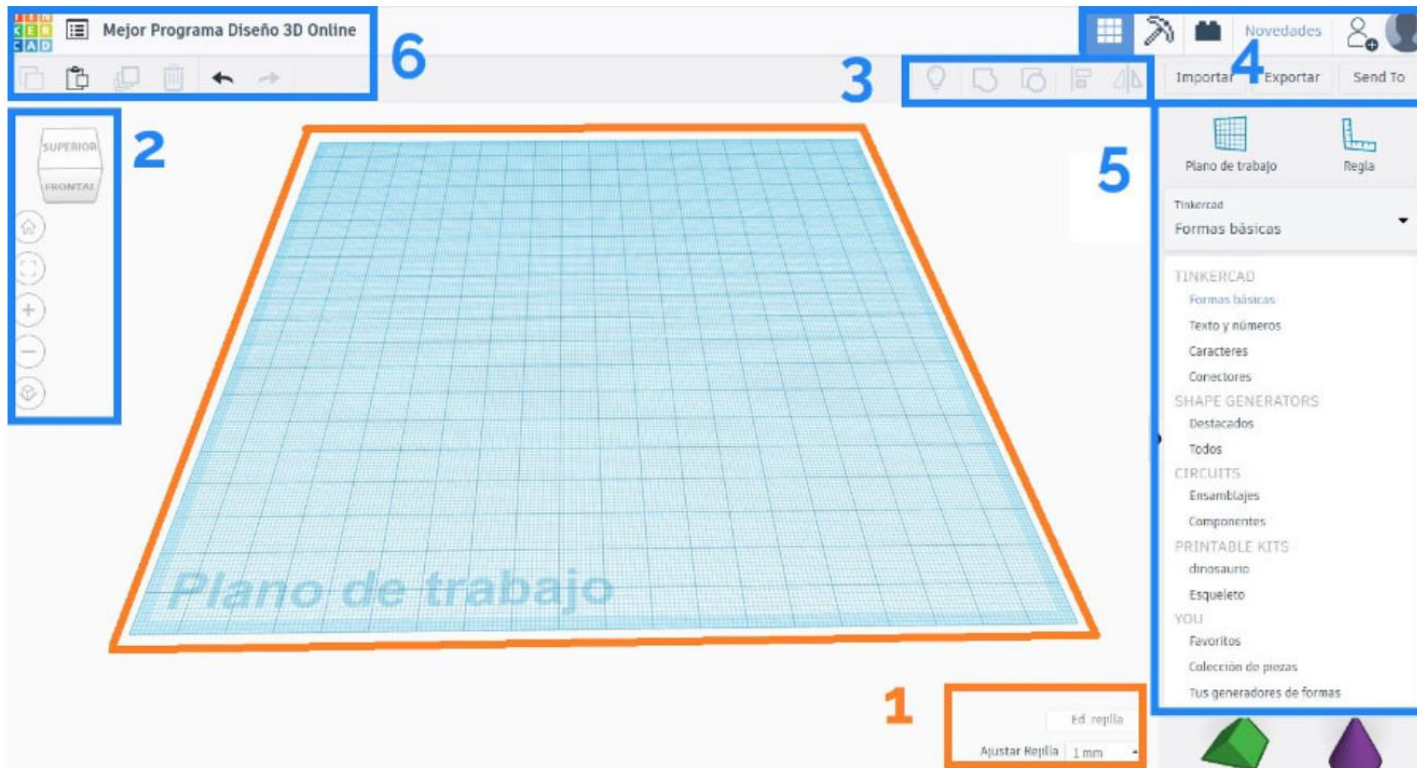 TINKERCAD
Mejor Programa Diseño 3D Online
6
Novedades
3
4
Importar
Exportar
Send To
2
SUPERIOR
FRONTAL
5
Plano de trabajo
Regla
Tinkercad
Formas básicas
TINKERCAD
Formas básicas
Texto y números
Caracteres
Conectores
SHAPE GENERATORS
Destacados
Todos
CIRCUITS
Ensamblajes
Componentes
PRINTABLE KITS
dinosaurio
Esqueleto
YOU
Favoritos
Colección de piezas
Tus generadores de formas
Plano de trabajo
1
Ed. rejilla
Ajustar Rejilla 1 mm